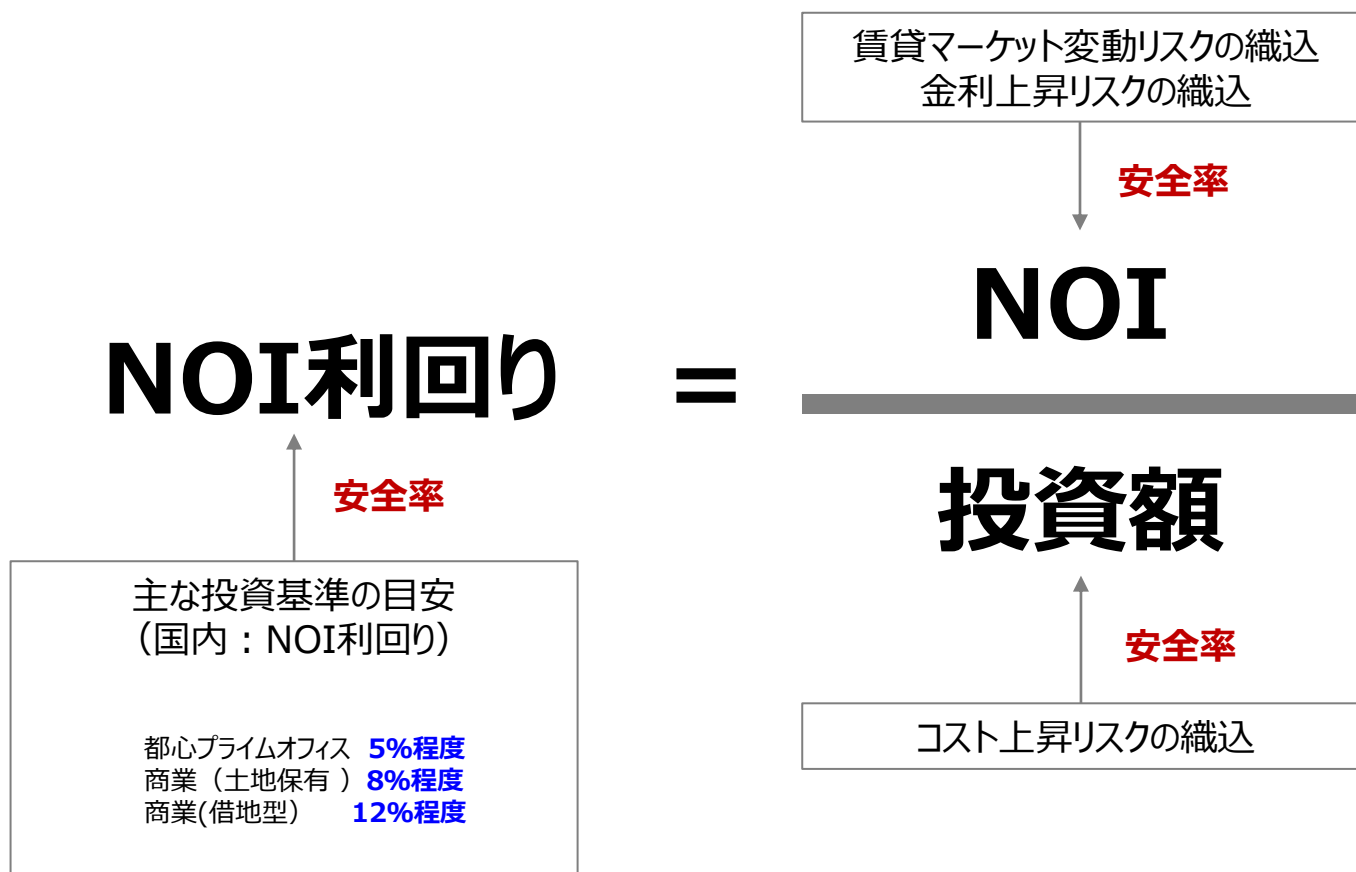 賃貸マーケット変動リスクの織込
金利上昇リスクの織込
安全率
NOI利回り = NOI
投資額
安全率
主な投資基準の目安
（国内：NOI利回り）
都心プライムオフィス 5%程度
商業（土地保有 ）8%程度
商業(借地型） 12%程度
安全率
コスト上昇リスクの織込